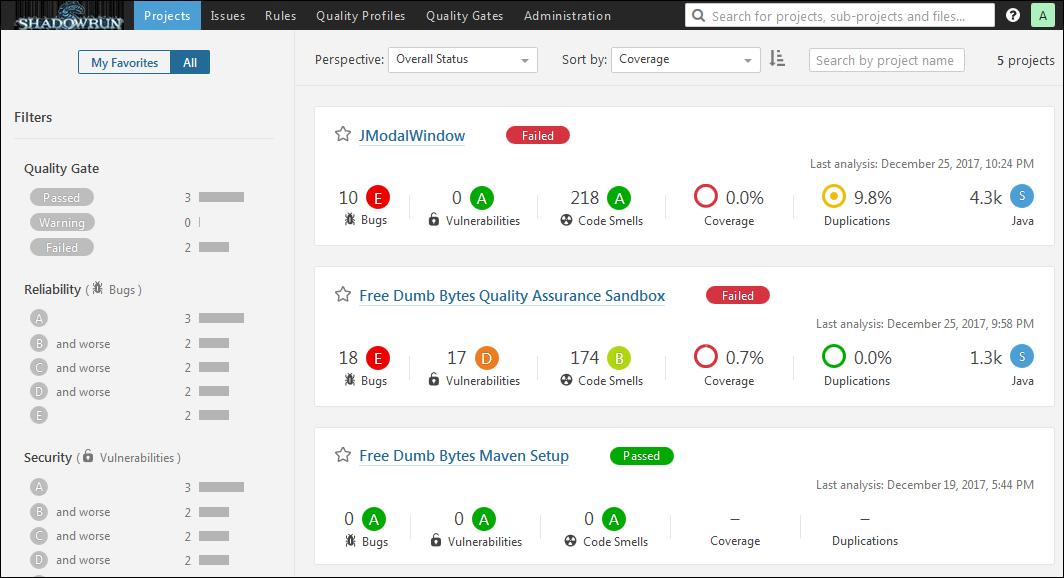 SHADOWRUN Projects Issues Rules Quality Profiles Quality Gates Administration Search for projects, sub-projects and files... ? A
My Favorites All
Perspective: Overall Status Sort by: Coverage Search by project name 5 projects
Filters
Quality Gate
Passed 3
Warning 0
Failed 2
Reliability ( Bugs )
A 3
B and worse 2
C and worse 2
D and worse 2
E 2
Security ( Vulnerabilities )
A 3
B and worse 2
C and worse 2
D and worse 2
JModalWindow Failed
Last analysis: December 25, 2017, 10:24 PM
10 E 0 A 218 A 0.0% 9.8% 4.3k S
Bugs Vulnerabilities Code Smells Coverage Duplications Java
Free Dumb Bytes Quality Assurance Sandbox Failed
Last analysis: December 25, 2017, 9:58 PM
18 E 17 D 174 B 0.7% 0.0% 1.3k S
Bugs Vulnerabilities Code Smells Coverage Duplications Java
Free Dumb Bytes Maven Setup Passed
Last analysis: December 19, 2017, 5:44 PM
0 A 0 A 0 A – –
Bugs Vulnerabilities Code Smells Coverage Duplications